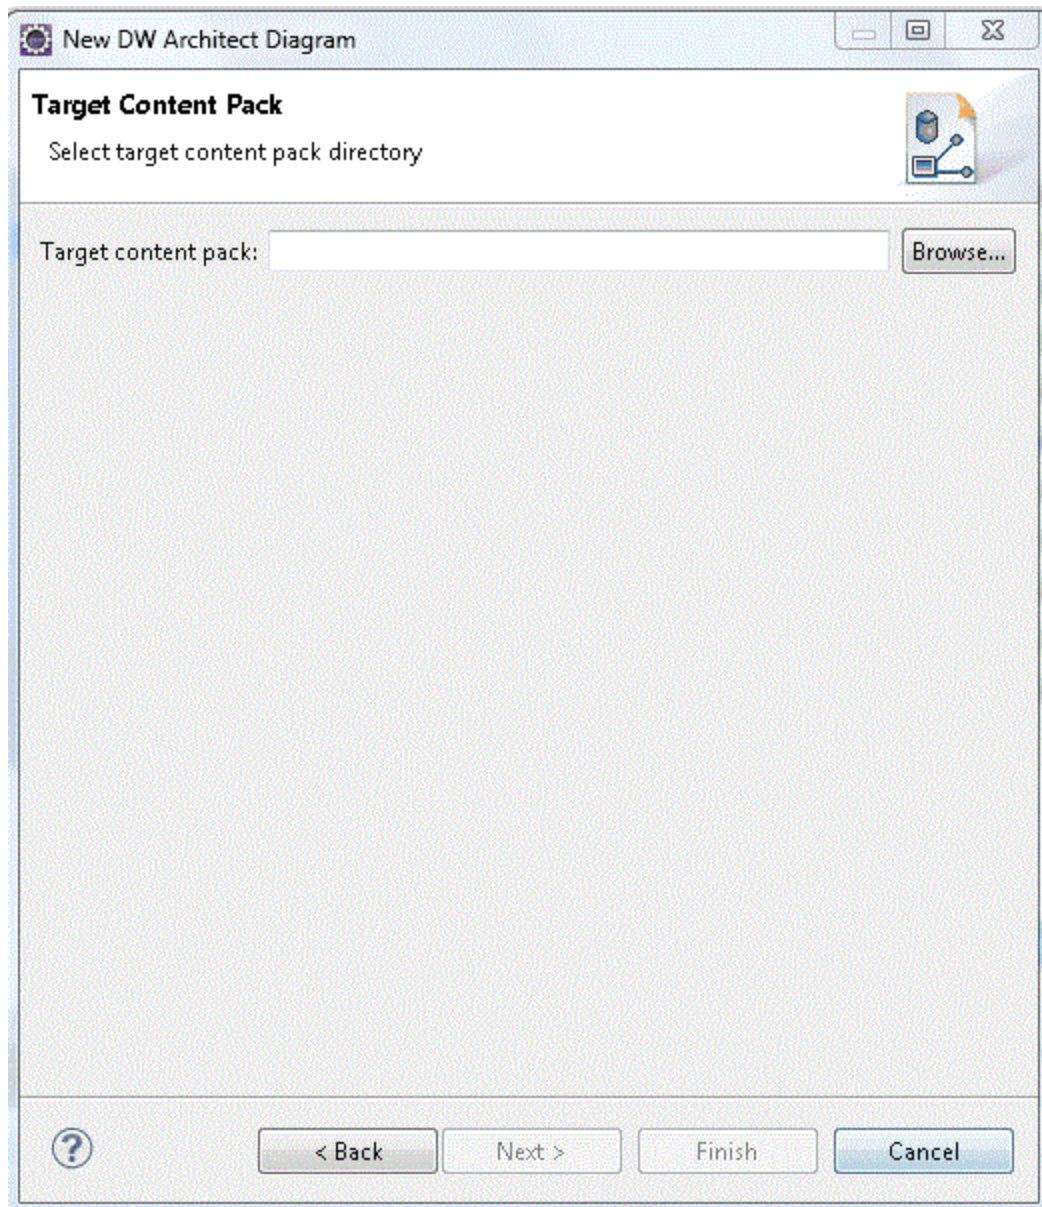 New DW Architect Diagram
Target Content Pack
Select target content pack directory
Target content pack:
Browse...
?
< Back
Next >
Finish
Cancel